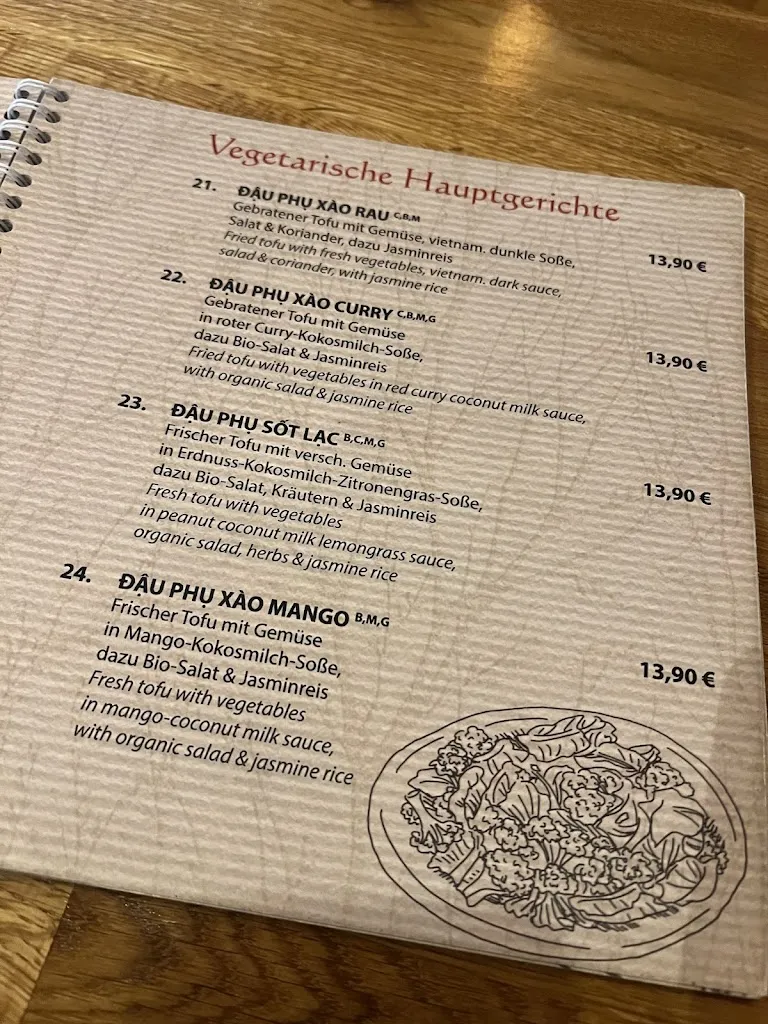 Vegetarische Hauptgerichte
21. ĐẬU PHỤ XÀO RAU C,B,M
Gebratener Tofu mit Gemüse, vietnam. dunkle Soße,
Salat & Koriander, dazu Jasminreis 13,90 €
Fried tofu with fresh vegetables, vietnam. dark sauce,
salad & coriander, with jasmine rice
22. ĐẬU PHỤ XÀO CURRY C,B,M,G
Gebratener Tofu mit Gemüse
in roter Curry-Kokosmilch-Soße,
dazu Bio-Salat & Jasminreis 13,90 €
Fried tofu with vegetables in red curry coconut milk sauce,
with organic salad & jasmine rice
23. ĐẬU PHỤ SỐT LẠC B,C,M,G
Frischer Tofu mit versch. Gemüse
in Erdnuss-Kokosmilch-Zitronengras-Soße,
dazu Bio-Salat, Kräutern & Jasminreis 13,90 €
Fresh tofu with vegetables
in peanut coconut milk lemongrass sauce,
organic salad, herbs & jasmine rice
24. ĐẬU PHỤ XÀO MANGO B,M,G
Frischer Tofu mit Gemüse
in Mango-Kokosmilch-Soße,
dazu Bio-Salat & Jasminreis 13,90 €
Fresh tofu with vegetables
in mango-coconut milk sauce,
with organic salad & jasmine rice